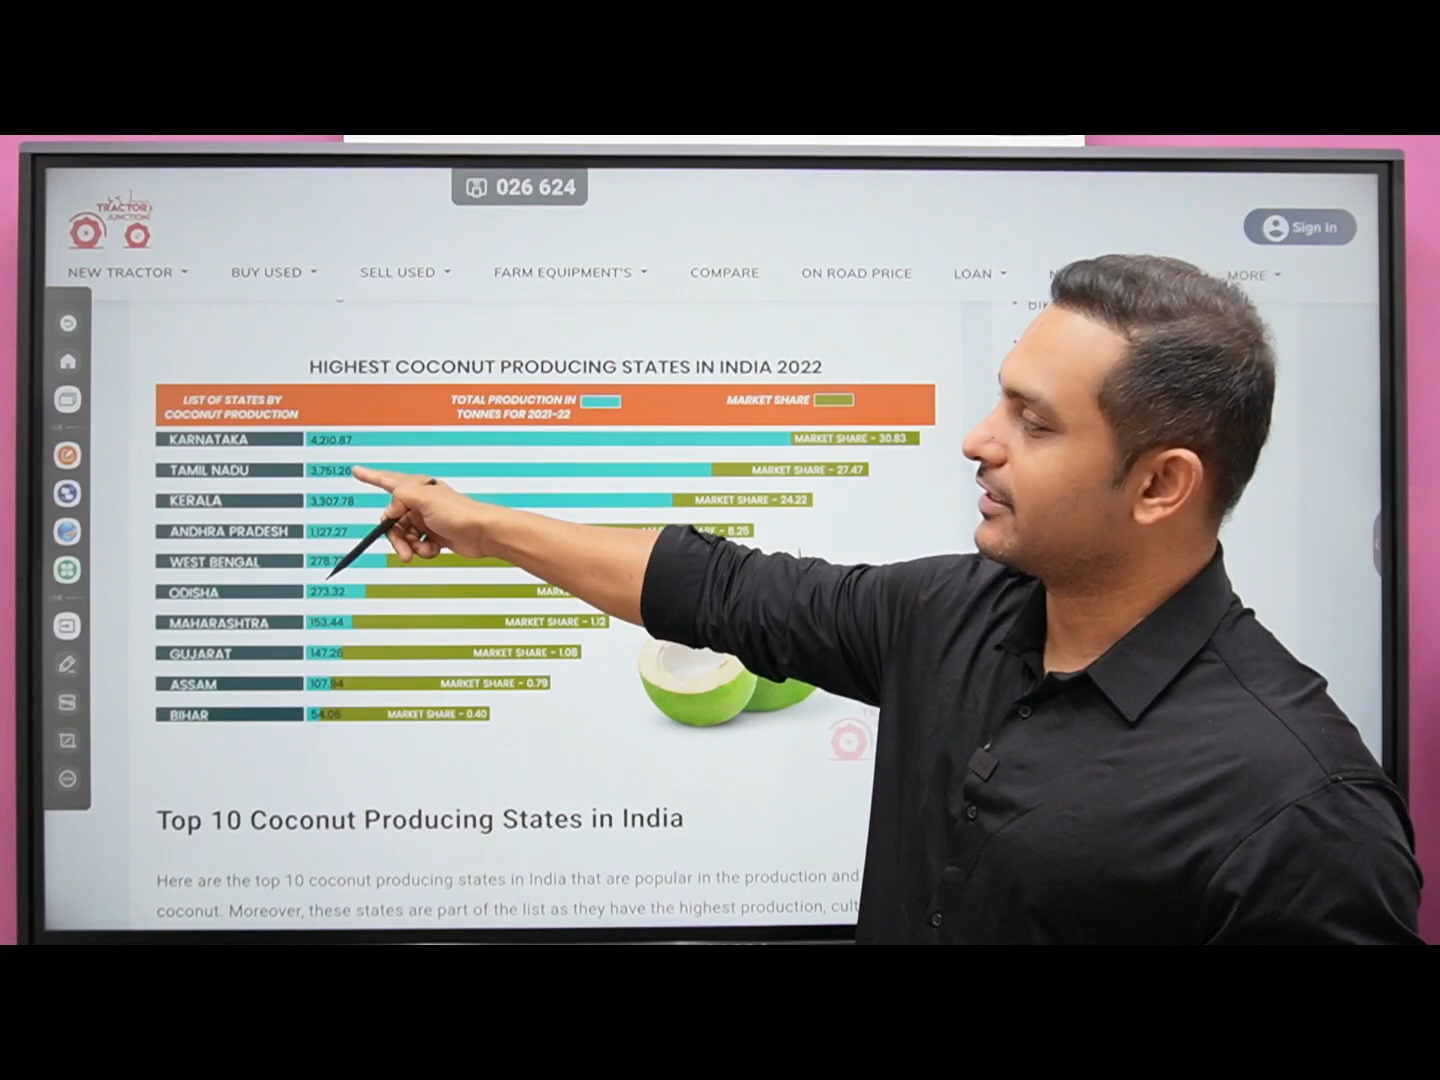 026 624
TRACTOR
JUNCTION
Sign In
NEW TRACTOR BUY USED SELL USED FARM EQUIPMENT'S COMPARE ON ROAD PRICE LOAN MORE
HIGHEST COCONUT PRODUCING STATES IN INDIA 2022
LIST OF STATES BY
COCONUT PRODUCTION
TOTAL PRODUCTION IN
TONNES FOR 2021-22
MARKET SHARE
KARNATAKA 4,210.87 MARKET SHARE - 30.83
TAMIL NADU 3,751.26 MARKET SHARE - 27.47
KERALA 3,307.78 MARKET SHARE - 24.22
ANDHRA PRADESH 1,127.27 - 8.25
WEST BENGAL
ODISHA 273.32
MAHARASHTRA 153.44 MARKET SHARE - 1.12
GUJARAT 147.26 MARKET SHARE - 1.08
ASSAM 107.94 MARKET SHARE - 0.79
BIHAR 54.06 MARKET SHARE - 0.40
Top 10 Coconut Producing States in India
Here are the top 10 coconut producing states in India that are popular in the production and
coconut. Moreover, these states are part of the list as they have the highest production,